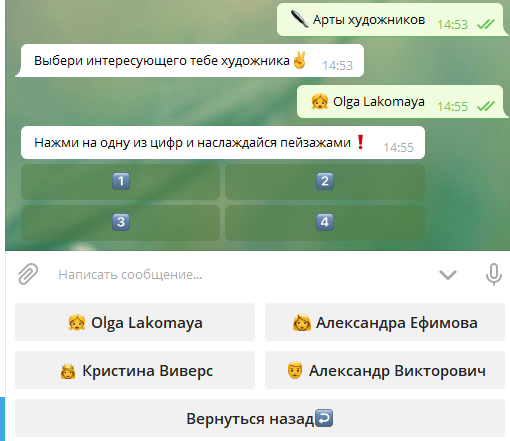 Арты художников 14:53
Выбери интересующего тебе художника✌ 14:53
👧 Olga Lakomaya 14:55
Нажми на одну из цифр и наслаждайся пейзажами❗ 14:55
1 2
3 4
Написать сообщение...
Olga Lakomaya Александра Ефимова
Кристина Виверс Александр Викторович
Вернуться назад